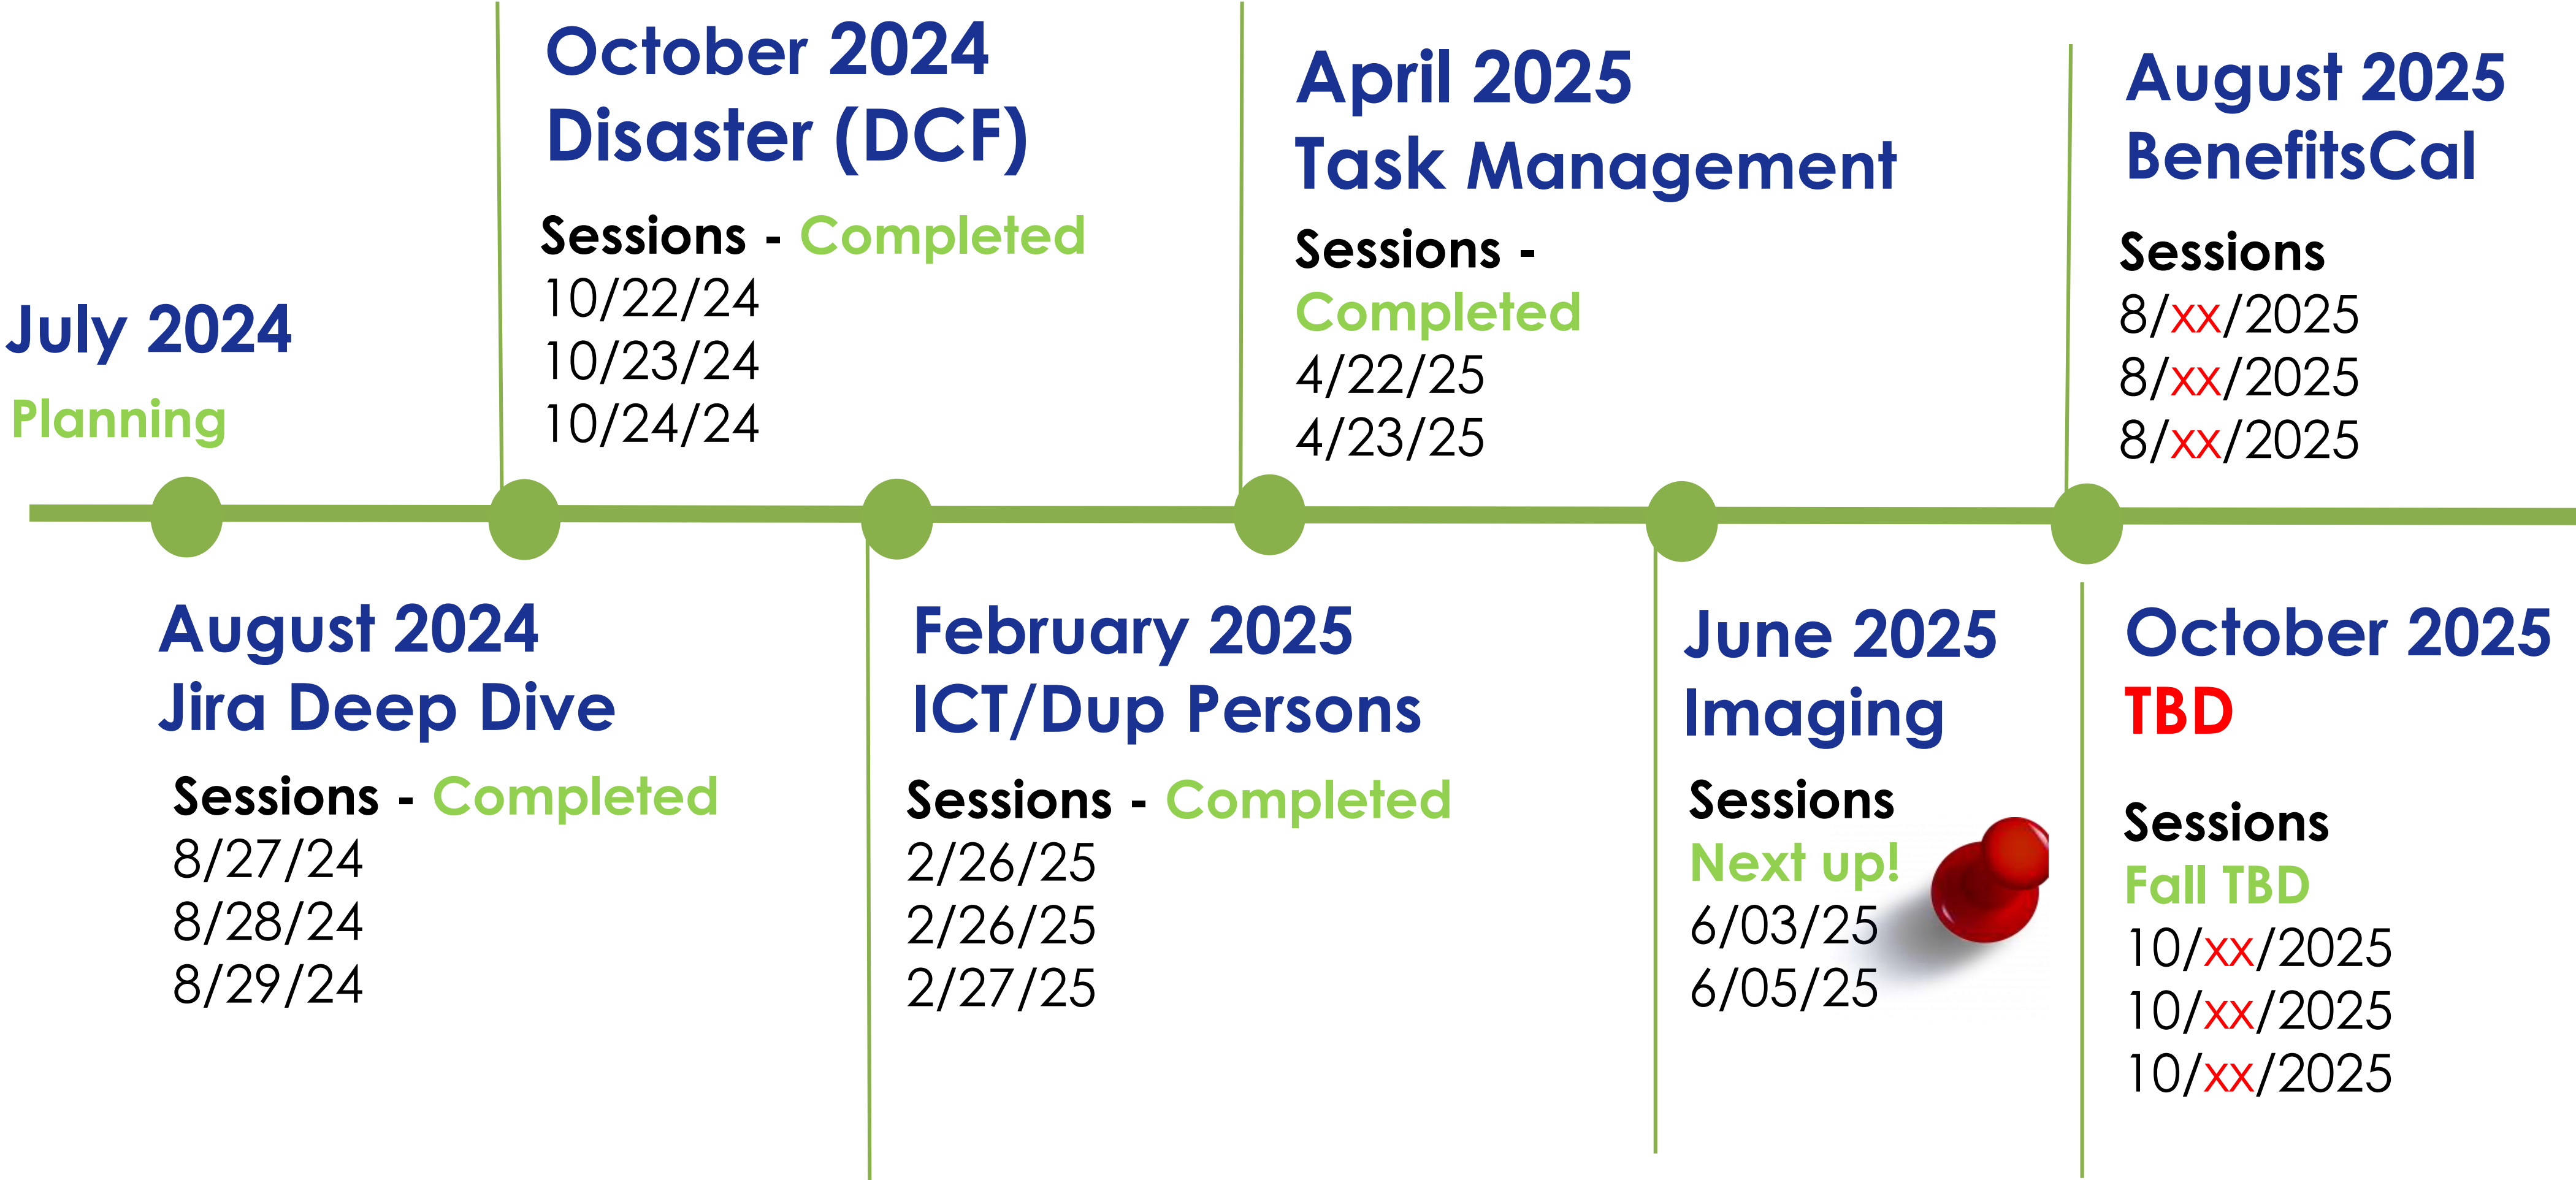 July 2024
Planning
August 2024
Jira Deep Dive
Sessions - Completed
8/27/24
8/28/24
8/29/24
October 2024
Disaster (DCF)
Sessions - Completed
10/22/24
10/23/24
10/24/24
February 2025
ICT/Dup Persons
Sessions - Completed
2/26/25
2/26/25
2/27/25
April 2025
Task Management
Sessions -
Completed
4/22/25
4/23/25
June 2025
Imaging
Sessions
Next up!
6/03/25
6/05/25
August 2025
BenefitsCal
Sessions
8/xx/2025
8/xx/2025
8/xx/2025
October 2025
TBD
Sessions
Fall TBD
10/xx/2025
10/xx/2025
10/xx/2025